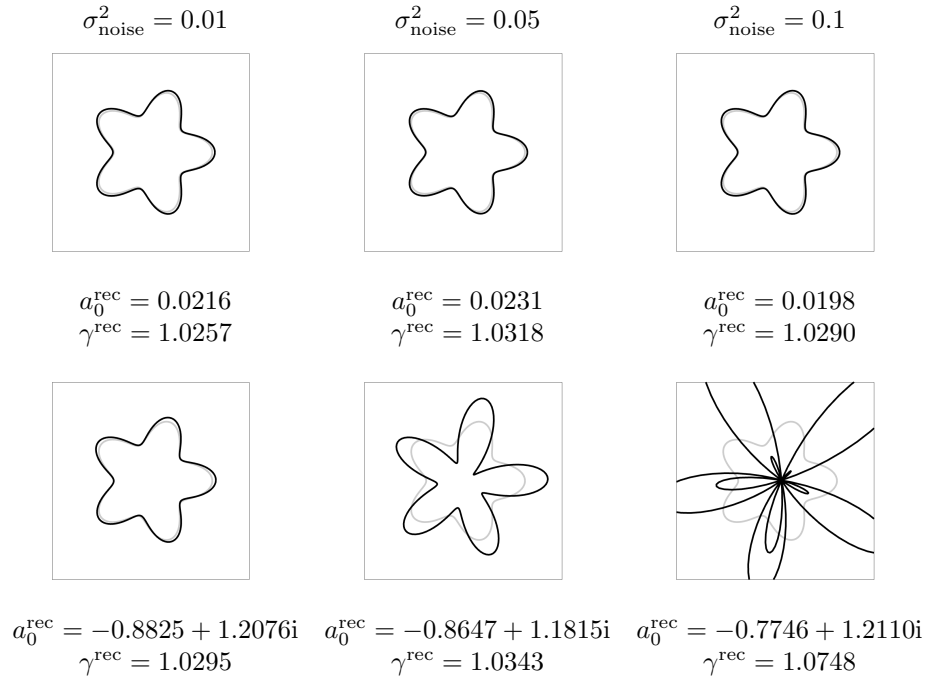 σ²noise = 0.01 σ²noise = 0.05 σ²noise = 0.1
a₀ʳᵉᶜ = 0.0216 a₀ʳᵉᶜ = 0.0231 a₀ʳᵉᶜ = 0.0198
γʳᵉᶜ = 1.0257 γʳᵉᶜ = 1.0318 γʳᵉᶜ = 1.0290
a₀ʳᵉᶜ = −0.8825 + 1.2076i a₀ʳᵉᶜ = −0.8647 + 1.1815i a₀ʳᵉᶜ = −0.7746 + 1.2110i
γʳᵉᶜ = 1.0295 γʳᵉᶜ = 1.0343 γʳᵉᶜ = 1.0748